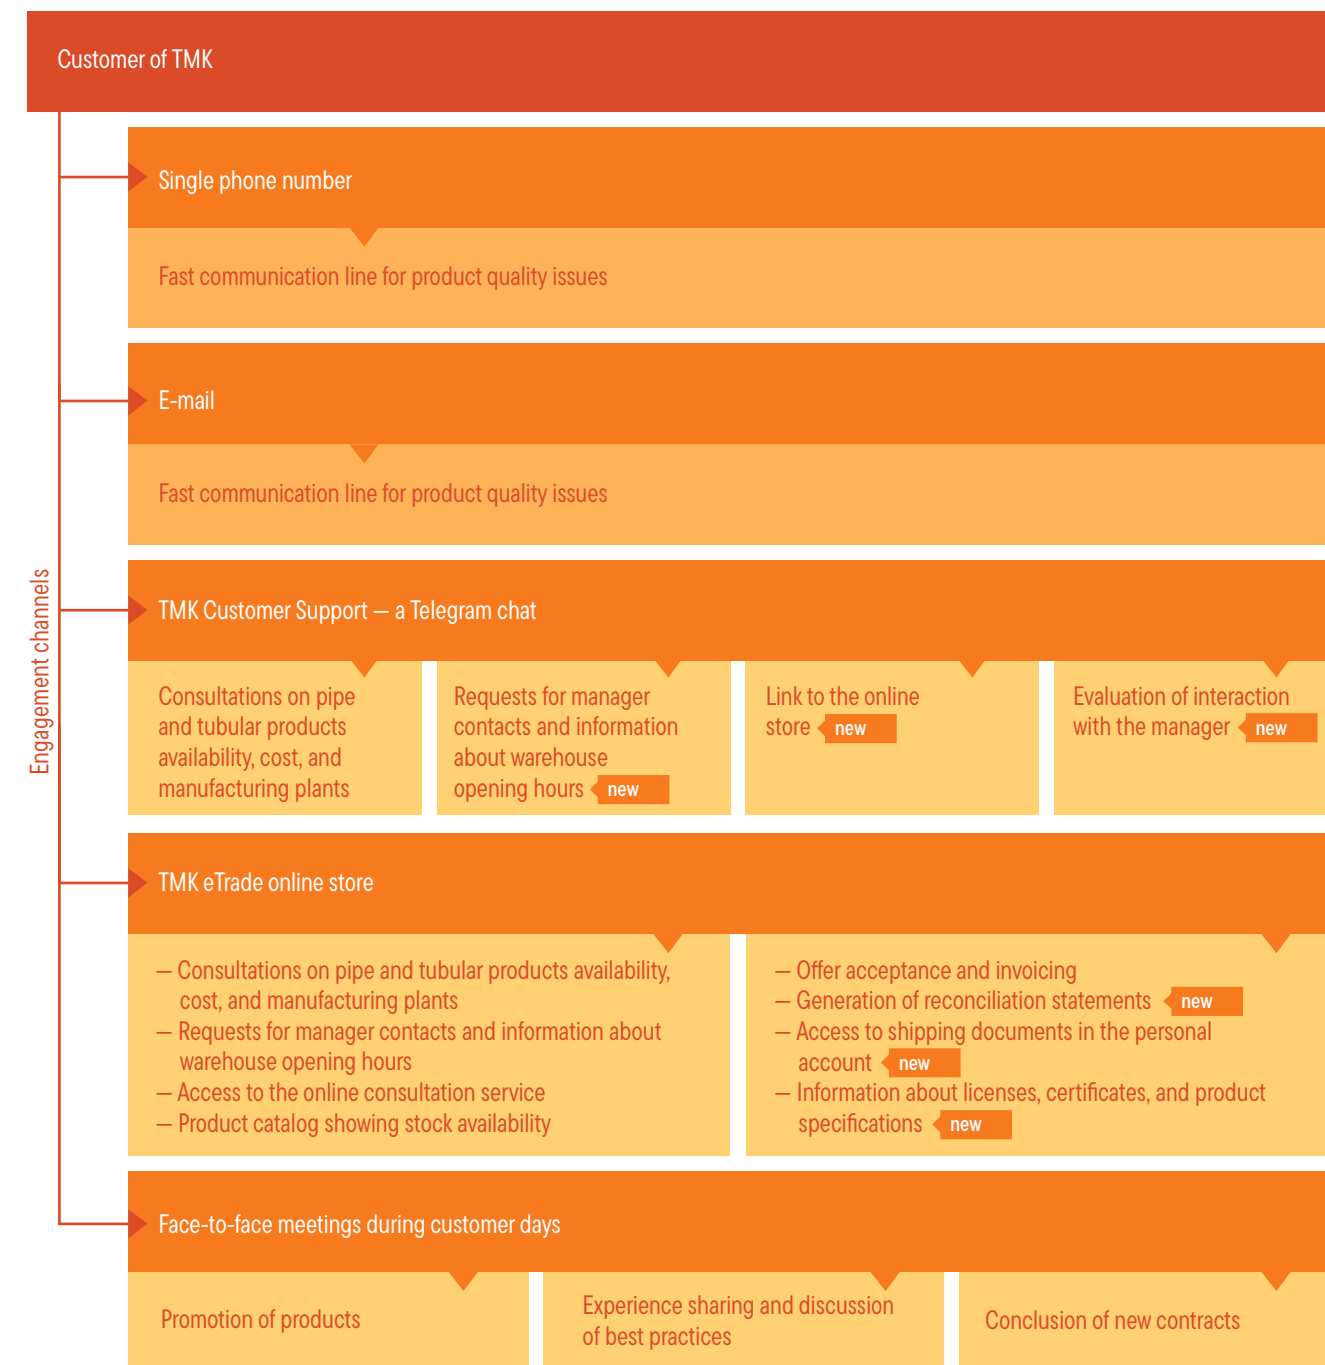 Customer of TMK
Engagement channels
Single phone number
Fast communication line for product quality issues
E-mail
Fast communication line for product quality issues
TMK Customer Support — a Telegram chat
Consultations on pipe
and tubular products
availability, cost, and
manufacturing plants
Requests for manager
contacts and information
about warehouse
opening hours new
Link to the online
store new
Evaluation of interaction
with the manager new
TMK eTrade online store
— Consultations on pipe and tubular products availability,
cost, and manufacturing plants
— Requests for manager contacts and information about
warehouse opening hours
— Access to the online consultation service
— Product catalog showing stock availability
— Offer acceptance and invoicing
— Generation of reconciliation statements new
— Access to shipping documents in the personal
account new
— Information about licenses, certificates, and product
specifications new
Face-to-face meetings during customer days
Promotion of products
Experience sharing and discussion
of best practices
Conclusion of new contracts